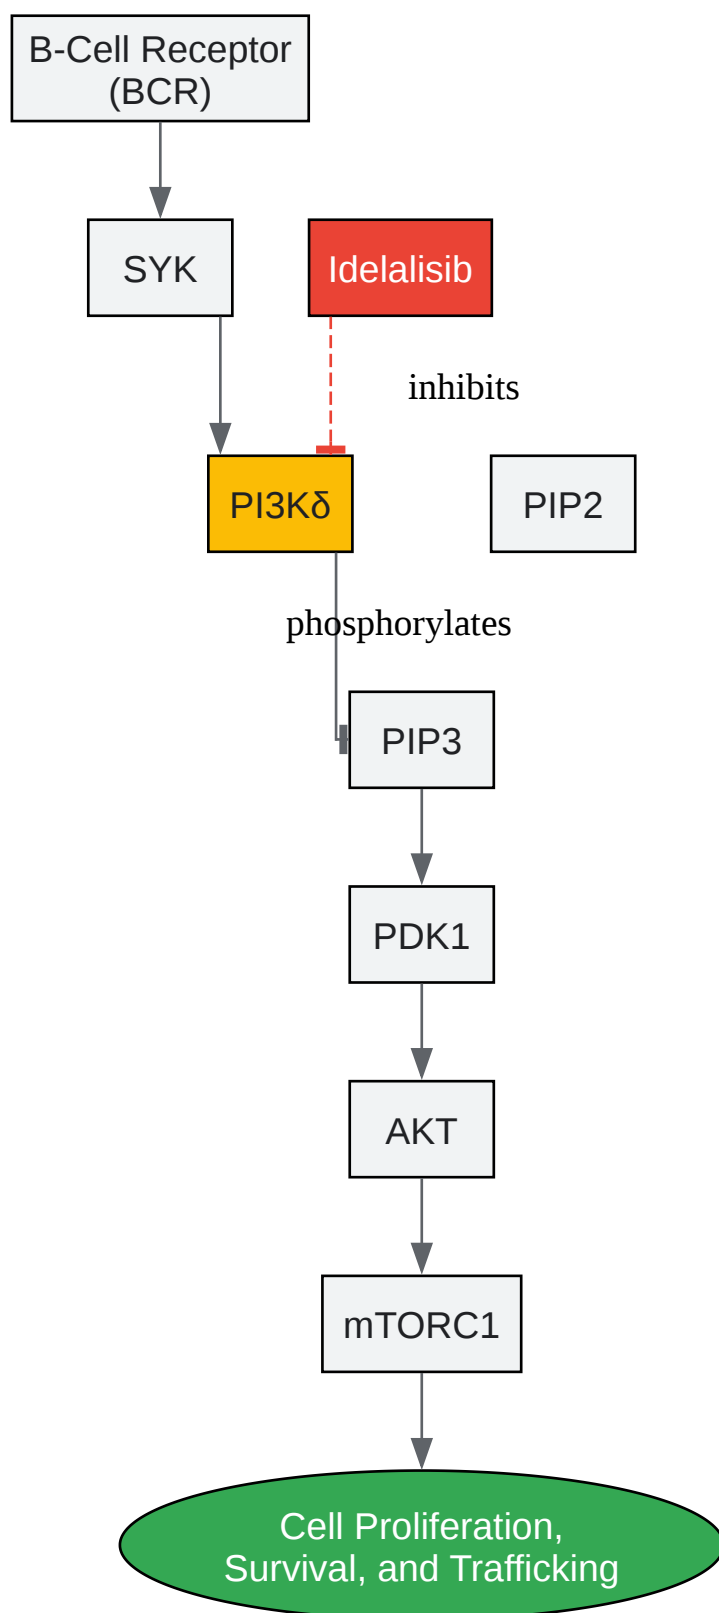 B-Cell Receptor
(BCR)
SYK
Idelalisib
inhibits
PI3Kδ
PIP2
phosphorylates
PIP3
PDK1
AKT
mTORC1
Cell Proliferation,
Survival, and Trafficking